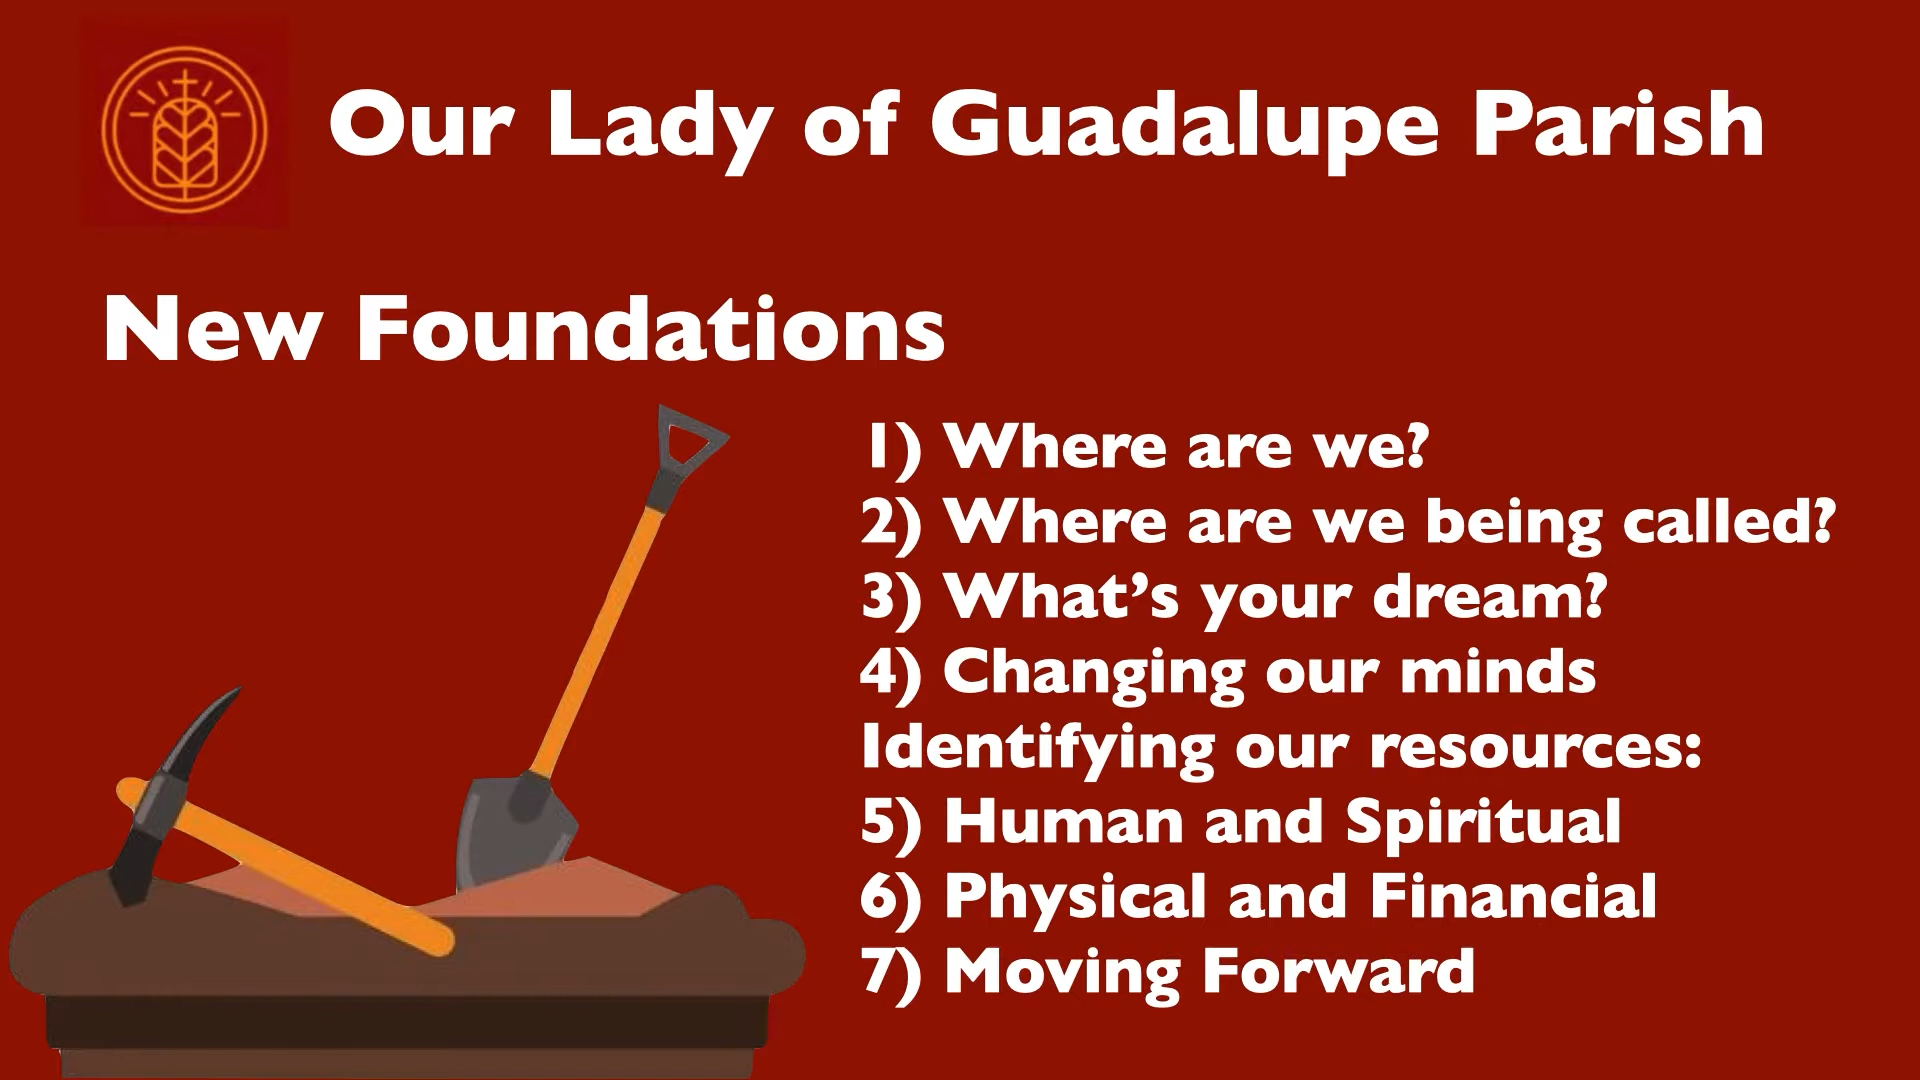 Our Lady of Guadalupe Parish
New Foundations
1) Where are we?
2) Where are we being called?
3) What’s your dream?
4) Changing our minds
Identifying our resources:
5) Human and Spiritual
6) Physical and Financial
7) Moving Forward